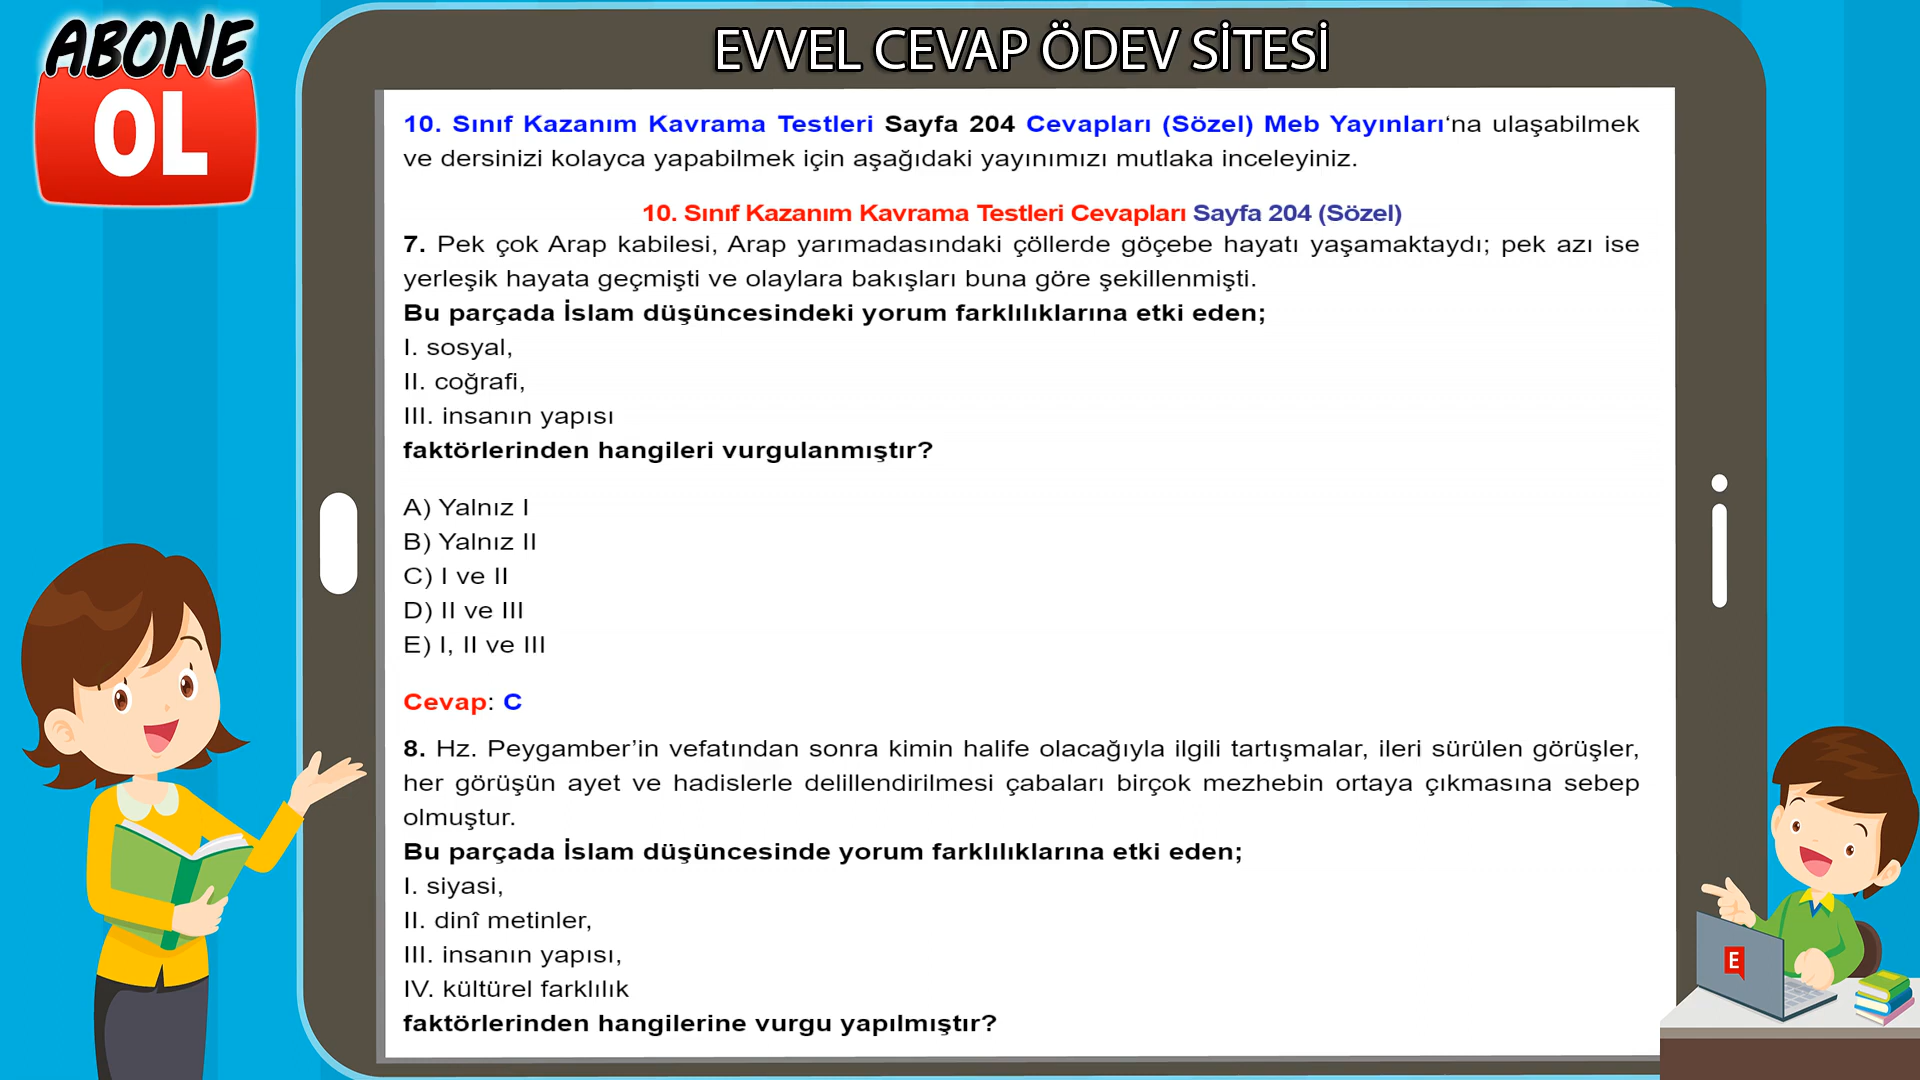 ABONE
OL
EVVEL CEVAP ÖDEV SİTESİ
10. Sınıf Kazanım Kavrama Testleri Sayfa 204 Cevapları (Sözel) Meb Yayınları‘na ulaşabilmek
ve dersinizi kolayca yapabilmek için aşağıdaki yayınımızı mutlaka inceleyiniz.
10. Sınıf Kazanım Kavrama Testleri Cevapları Sayfa 204 (Sözel)
7. Pek çok Arap kabilesi, Arap yarımadasındaki çöllerde göçebe hayatı yaşamaktaydı; pek azı ise
yerleşik hayata geçmişti ve olaylara bakışları buna göre şekillenmişti.
Bu parçada İslam düşüncesindeki yorum farklılıklarına etki eden;
I. sosyal,
II. coğrafi,
III. insanın yapısı
faktörlerinden hangileri vurgulanmıştır?
A) Yalnız I
B) Yalnız II
C) I ve II
D) II ve III
E) I, II ve III
Cevap: C
8. Hz. Peygamber’in vefatından sonra kimin halife olacağıyla ilgili tartışmalar, ileri sürülen görüşler,
her görüşün ayet ve hadislerle delillendirilmesi çabaları birçok mezhebin ortaya çıkmasına sebep
olmuştur.
Bu parçada İslam düşüncesinde yorum farklılıklarına etki eden;
I. siyasi,
II. dinî metinler,
III. insanın yapısı,
IV. kültürel farklılık
faktörlerinden hangilerine vurgu yapılmıştır?
E